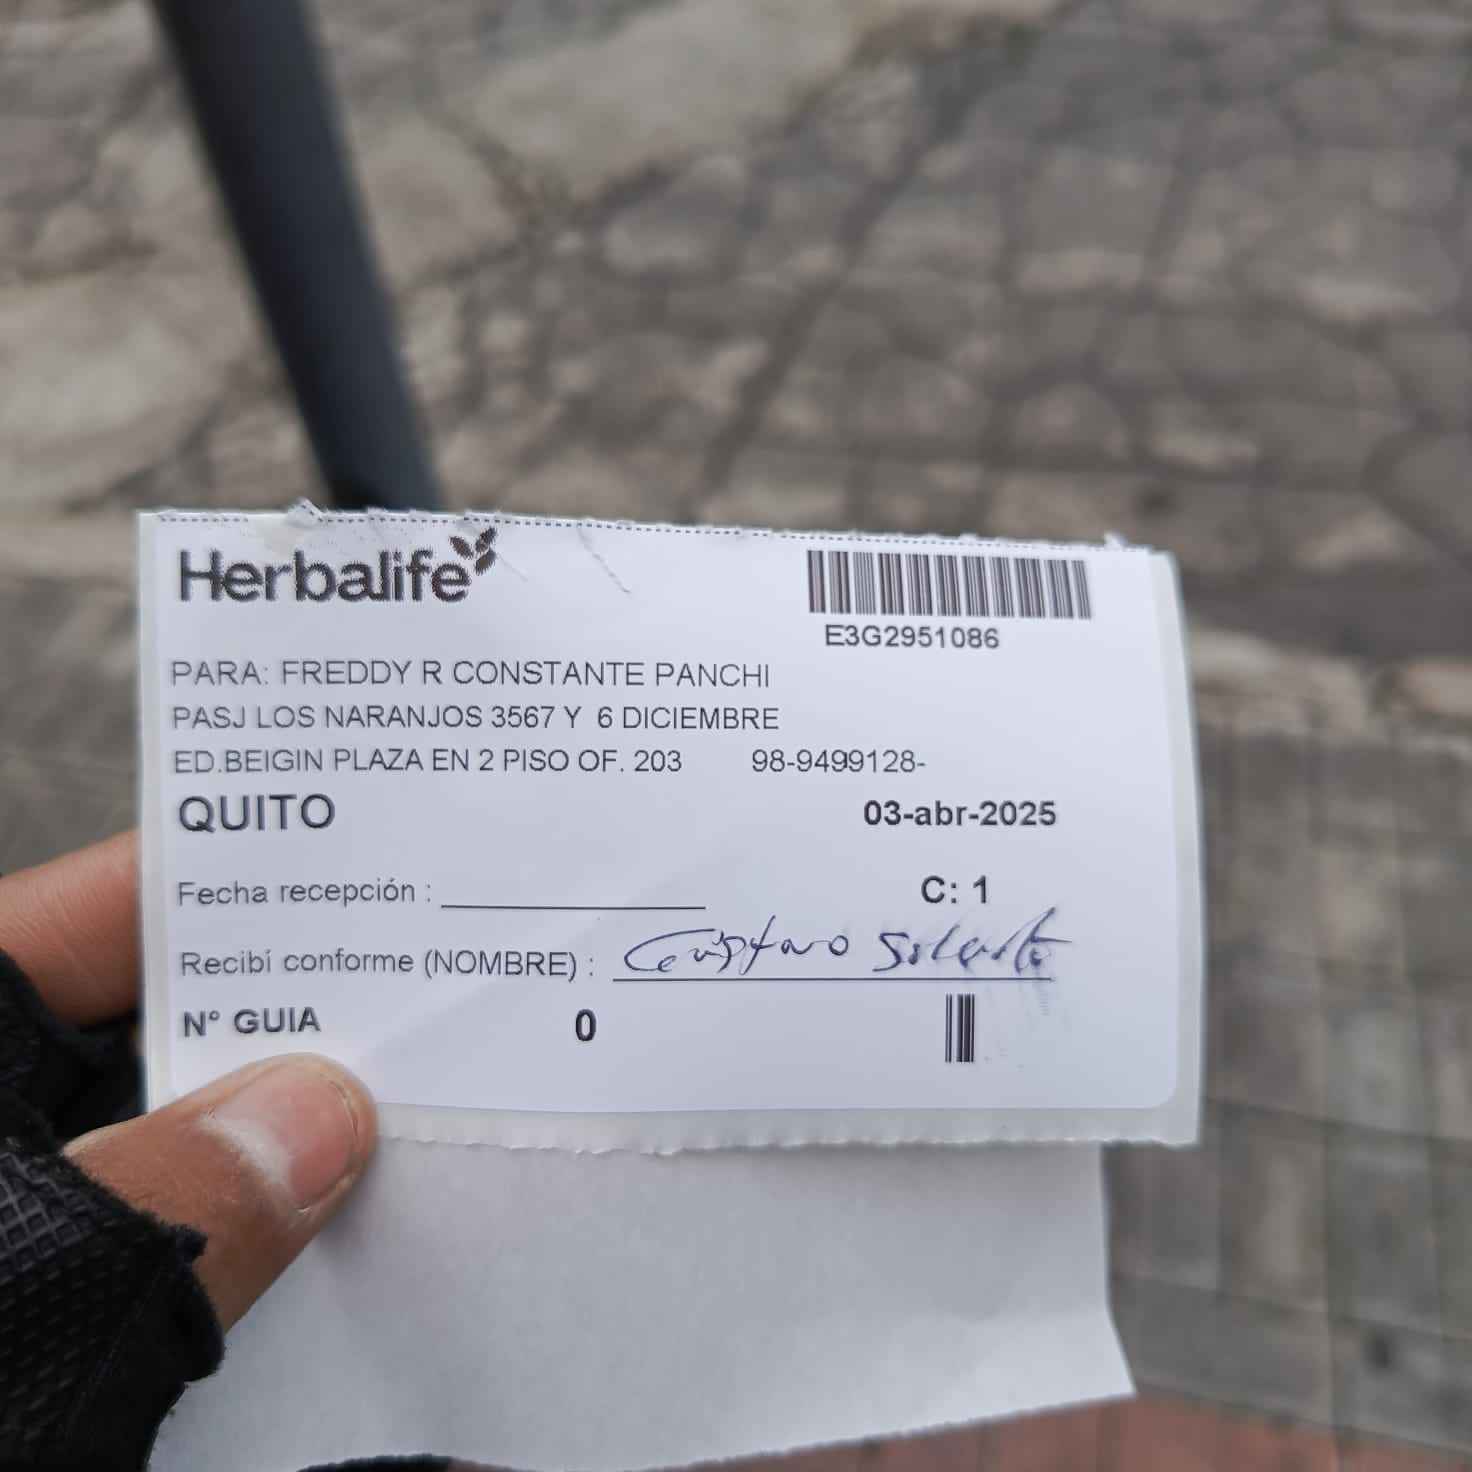 Herbalife
E3G2951086
PARA: FREDDY R CONSTANTE PANCHI
PASJ LOS NARANJOS 3567 Y 6 DICIEMBRE
ED.BEIGIN PLAZA EN 2 PISO OF. 203 98-9499128-
QUITO 03-abr-2025
Fecha recepción : C: 1
Recibí conforme (NOMBRE) :
N° GUIA 0